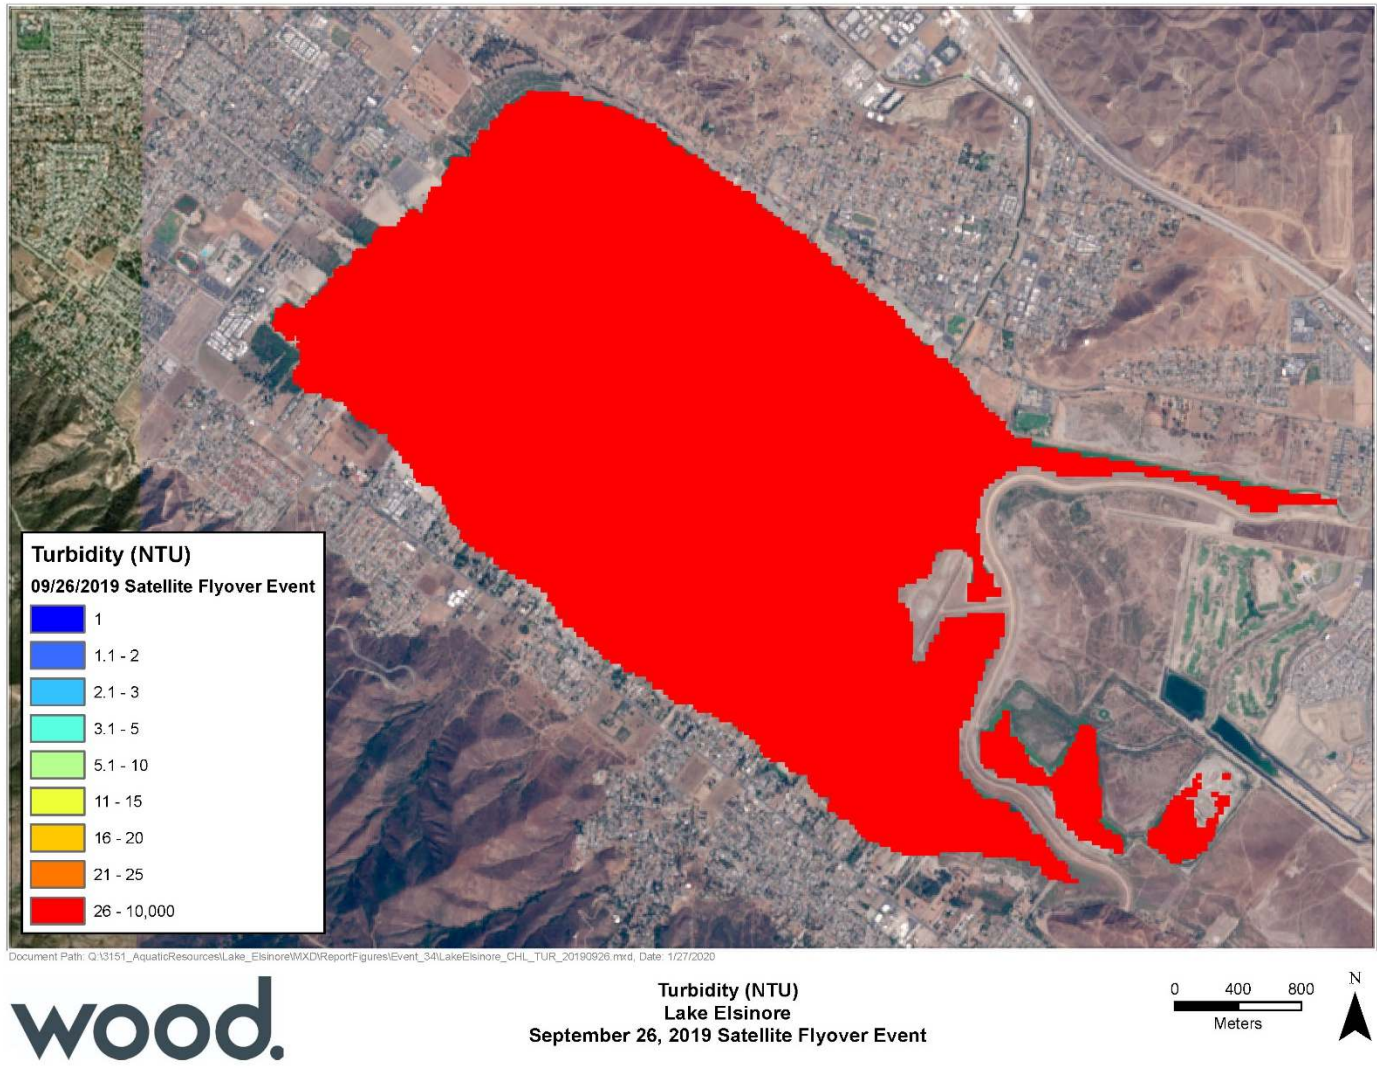 Turbidity (NTU)
09/26/2019 Satellite Flyover Event
1
1.1 - 2
2.1 - 3
3.1 - 5
5.1 - 10
11 - 15
16 - 20
21 - 25
26 - 10,000
Document Path: Q:\3151_AquaticResources\Lake_Elsinore\MXD\ReportFigures\Event_34\LakeElsinore_CHL_TUR_20190926.mxd, Date: 1/27/2020
wood.
Turbidity (NTU)
Lake Elsinore
September 26, 2019 Satellite Flyover Event
0 400 800
Meters
N